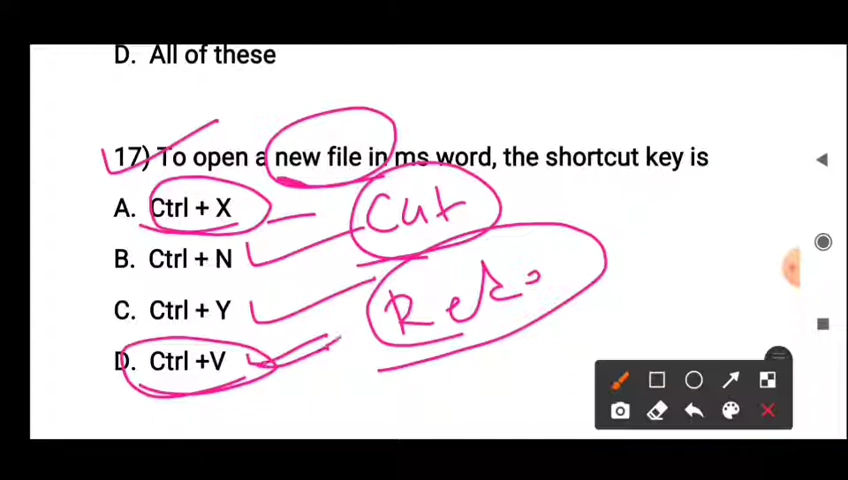 D. All of these
17) To open a new file in ms word, the shortcut key is
A. Ctrl + X
Cut
B. Ctrl + N
C. Ctrl + Y
Redo
D. Ctrl +V